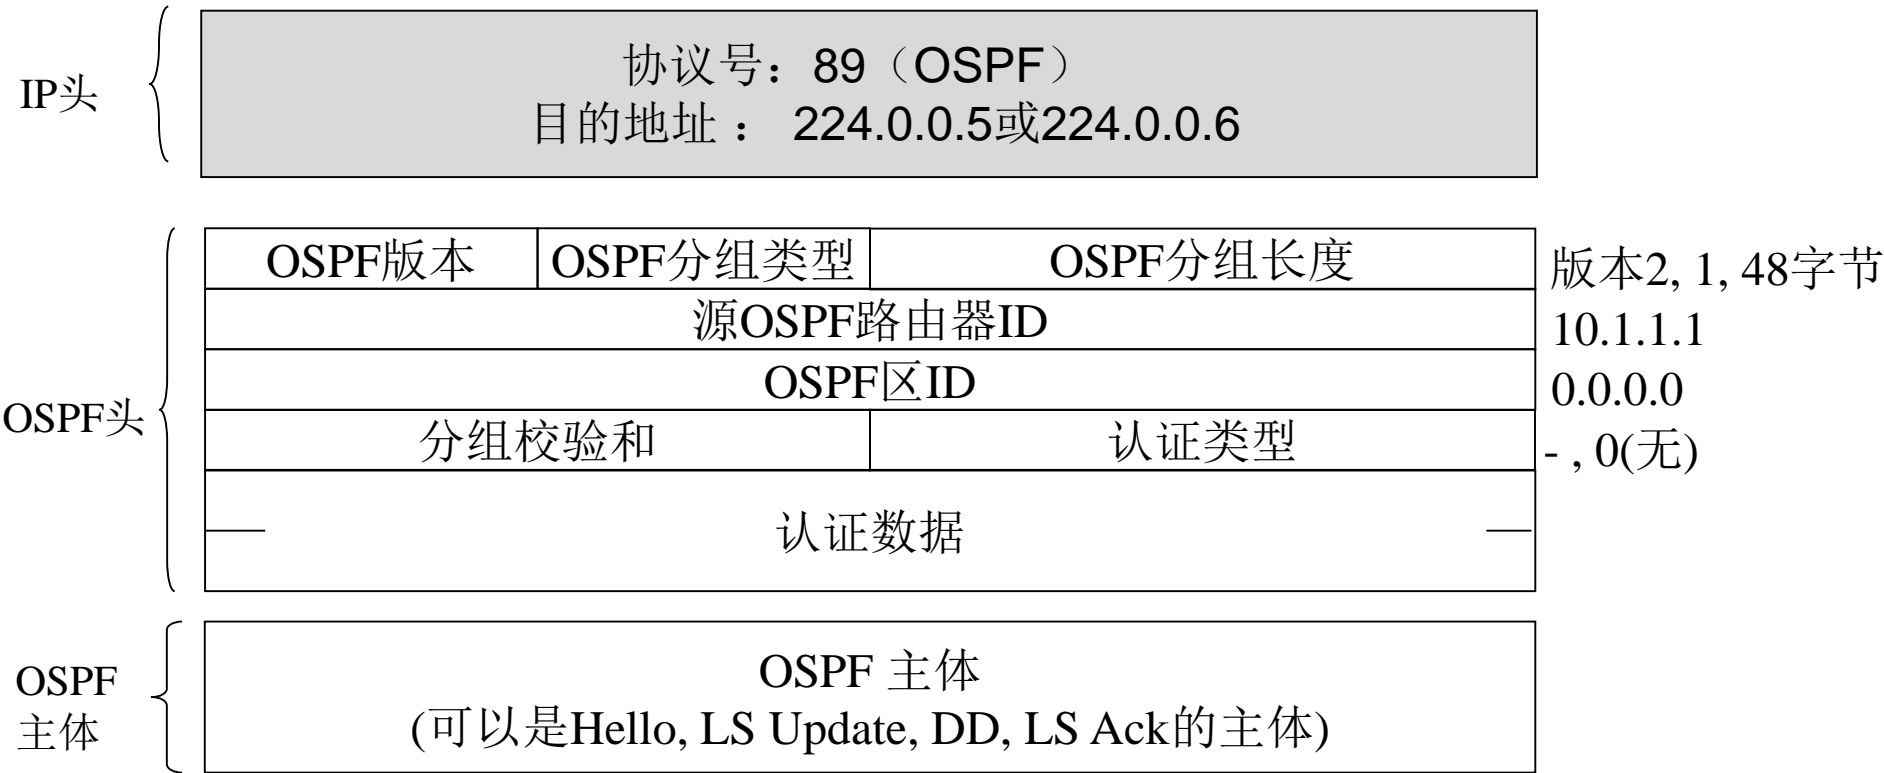 IP头
协议号：89（OSPF）
目的地址： 224.0.0.5或224.0.0.6
OSPF头
OSPF版本 OSPF分组类型 OSPF分组长度 版本2, 1, 48字节
源OSPF路由器ID 10.1.1.1
OSPF区ID 0.0.0.0
分组校验和 认证类型 - , 0(无)
认证数据
OSPF
主体
OSPF 主体
(可以是Hello, LS Update, DD, LS Ack的主体)